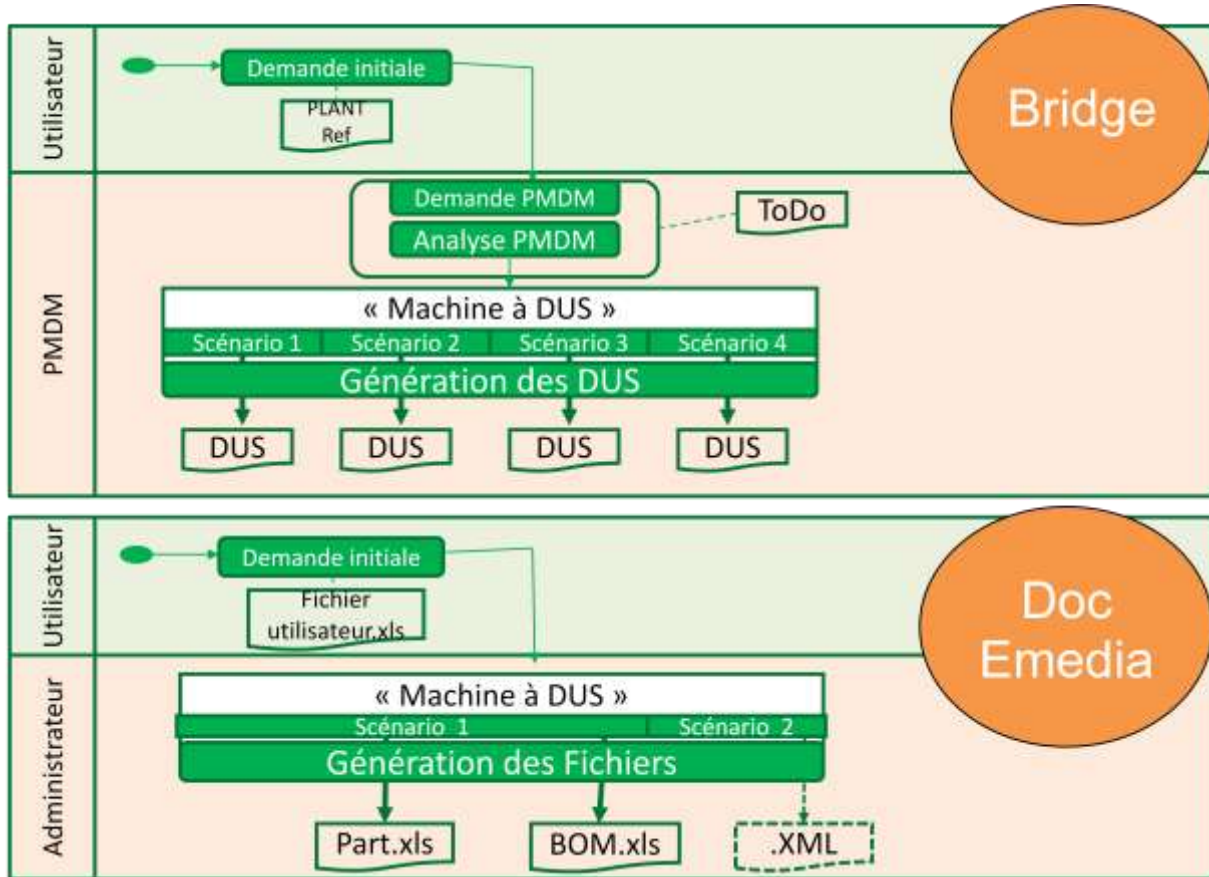 Utilisateur
Demande initiale
PLANT
Ref
Bridge
PMDM
Demande PMDM
Analyse PMDM
ToDo
« Machine à DUS »
Scénario 1 Scénario 2 Scénario 3 Scénario 4
Génération des DUS
DUS DUS DUS DUS
Utilisateur
Demande initiale
Fichier
utilisateur.xls
Doc
Emedia
Administrateur
« Machine à DUS »
Scénario 1 Scénario 2
Génération des Fichiers
Part.xls BOM.xls .XML